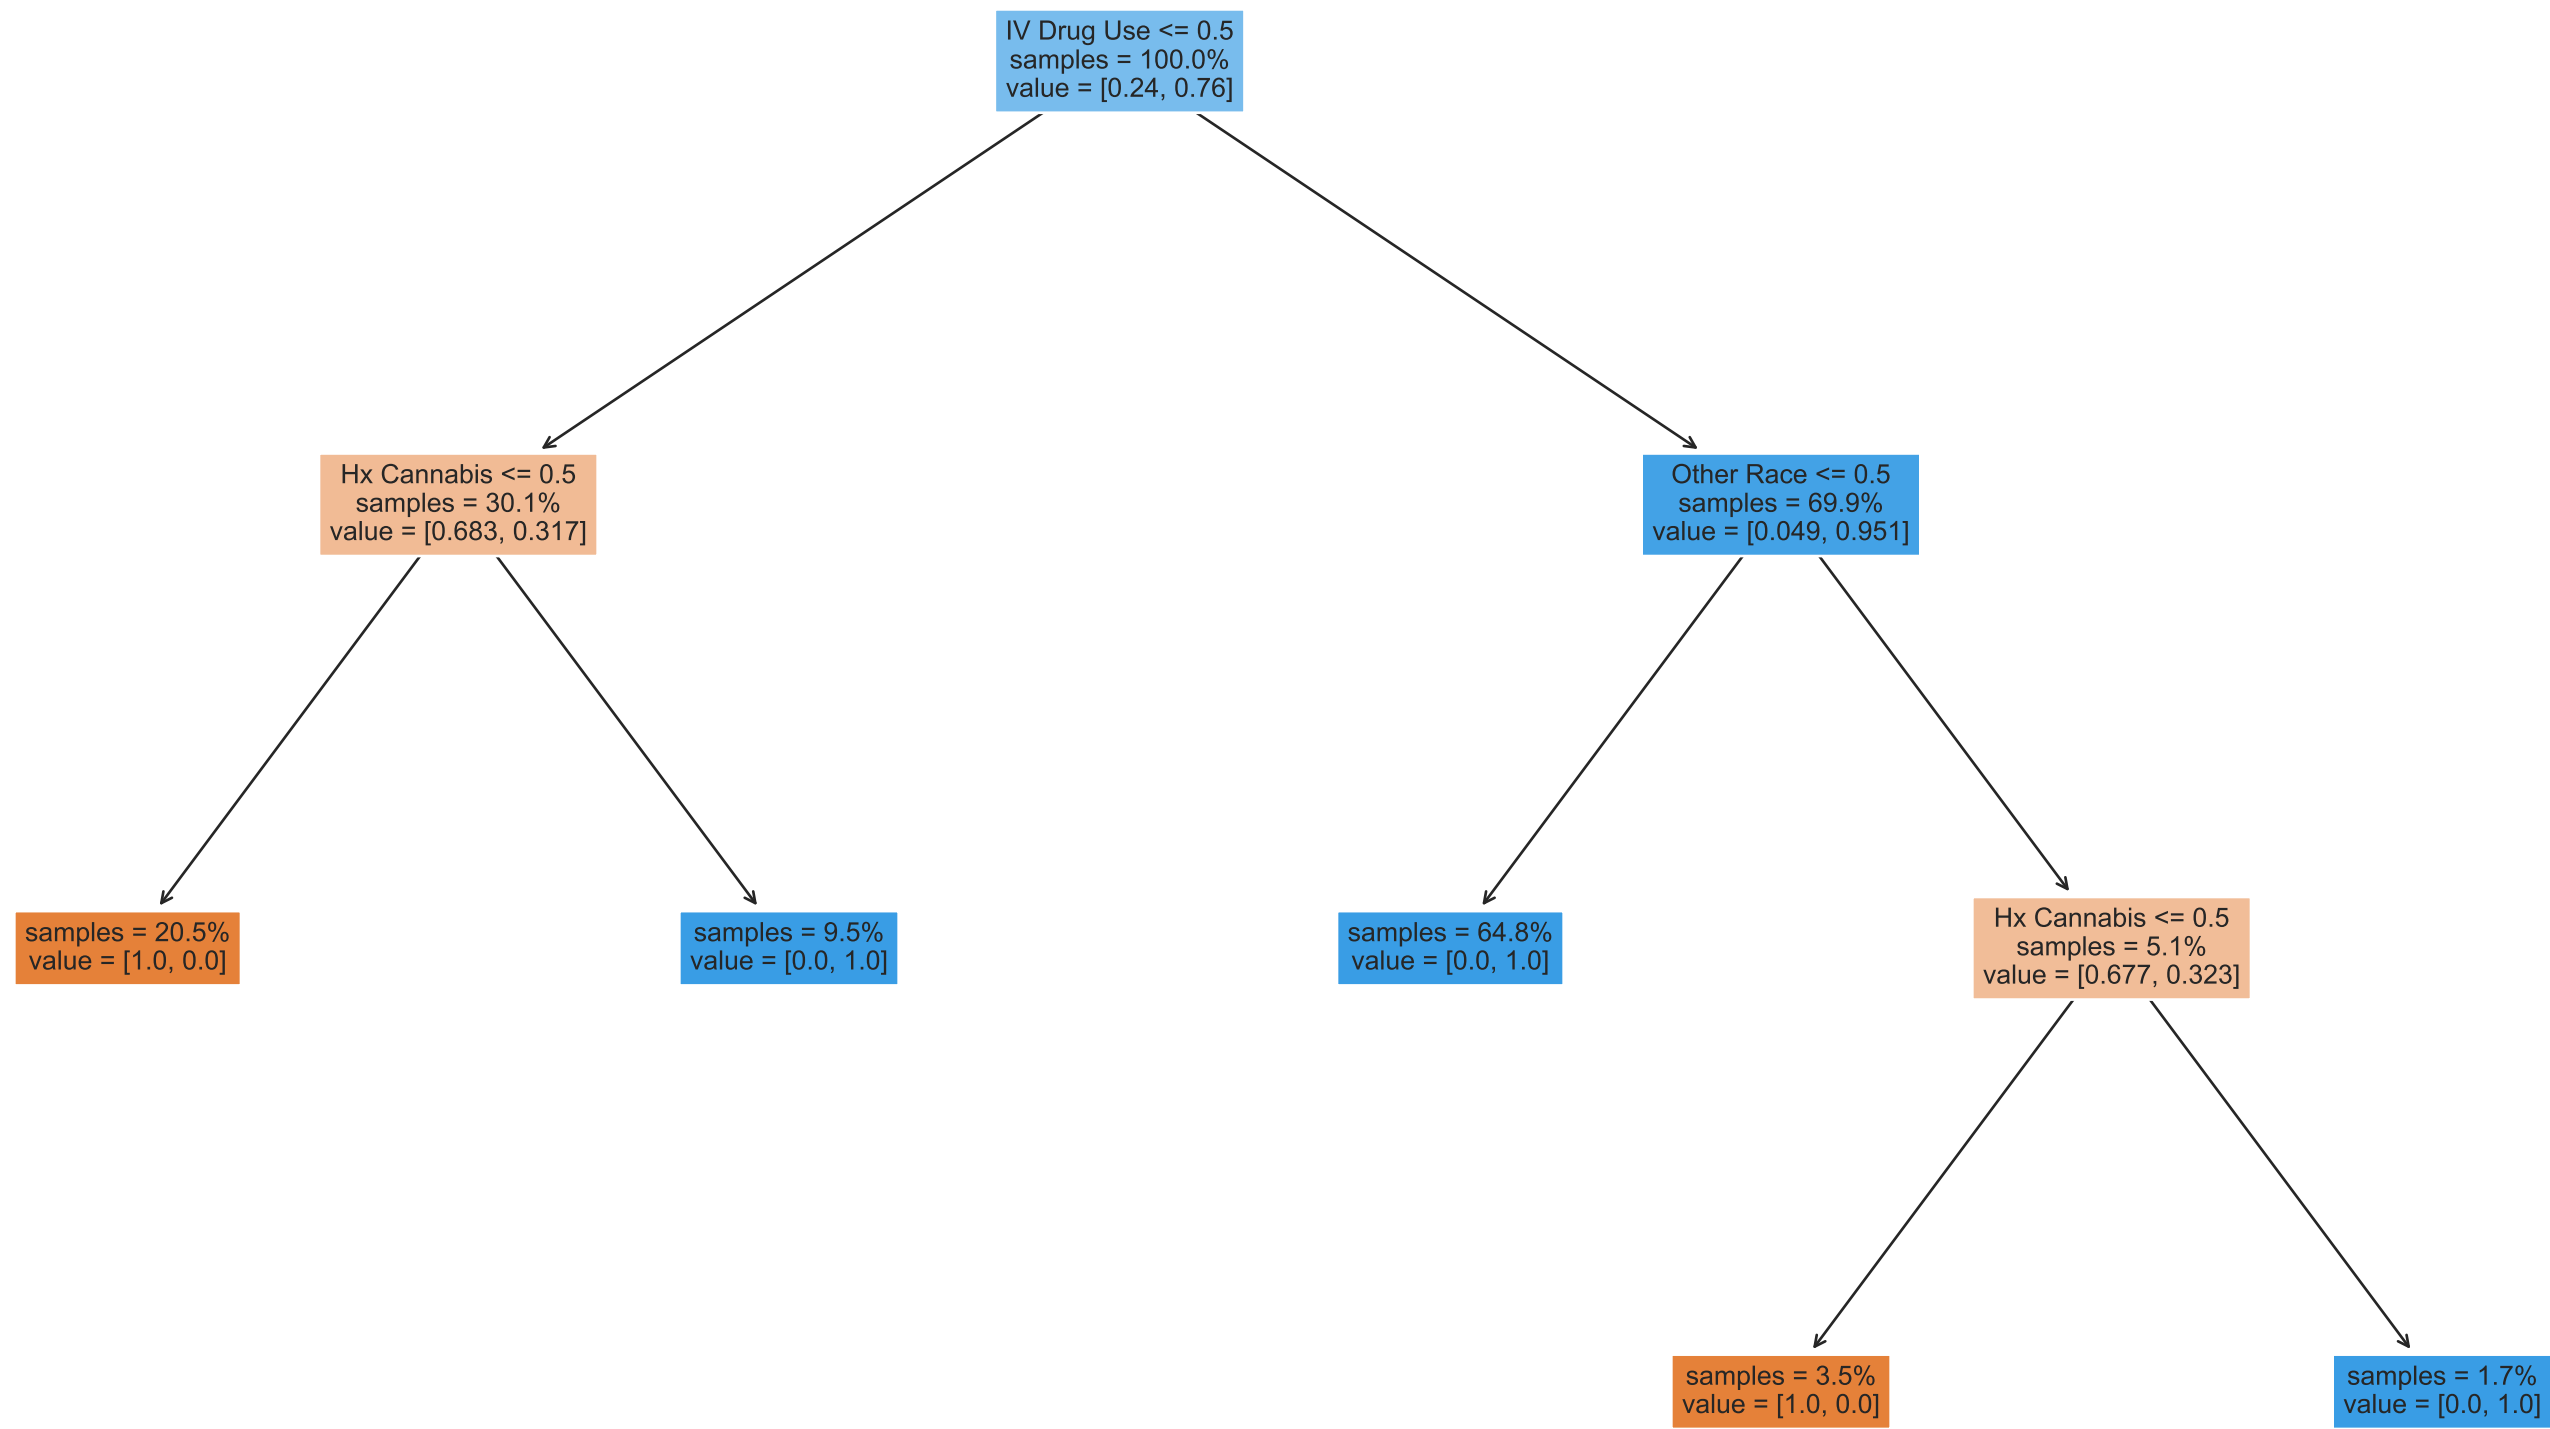 IV Drug Use <= 0.5
samples = 100.0%
value = [0.24, 0.76]
Hx Cannabis <= 0.5
samples = 30.1%
value = [0.683, 0.317]
Other Race <= 0.5
samples = 69.9%
value = [0.049, 0.951]
samples = 20.5%
value = [1.0, 0.0]
samples = 9.5%
value = [0.0, 1.0]
samples = 64.8%
value = [0.0, 1.0]
Hx Cannabis <= 0.5
samples = 5.1%
value = [0.677, 0.323]
samples = 3.5%
value = [1.0, 0.0]
samples = 1.7%
value = [0.0, 1.0]